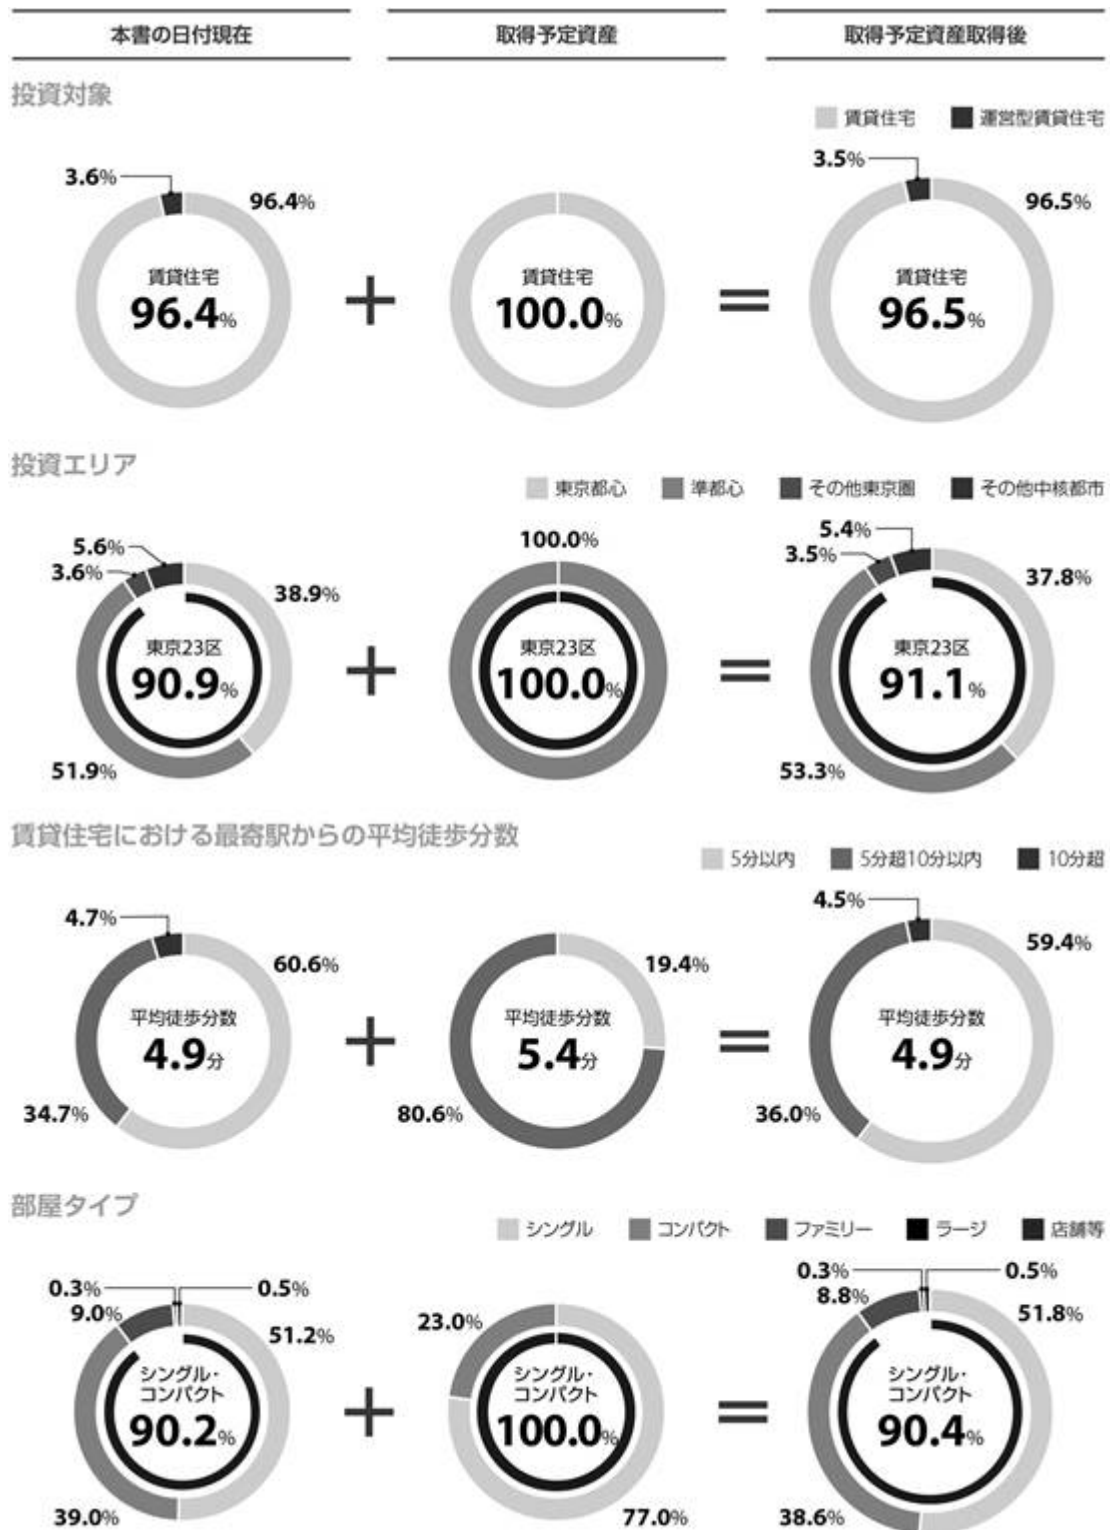 本書の日付現在
取得予定資産
取得予定資産取得後
投資対象
賃貸住宅
運営型賃貸住宅
3.6%
96.4%
賃貸住宅
96.4%
+
賃貸住宅
100.0%
=
3.5%
96.5%
賃貸住宅
96.5%
投資エリア
東京都心
準都心
その他東京圏
その他中核都市
5.6%
3.6%
38.9%
東京23区
90.9%
51.9%
+
100.0%
東京23区
100.0%
=
5.4%
3.5%
37.8%
東京23区
91.1%
53.3%
賃貸住宅における最寄駅からの平均徒歩分数
5分以内
5分超10分以内
10分超
4.7%
60.6%
平均徒歩分数
4.9分
34.7%
+
19.4%
平均徒歩分数
5.4分
80.6%
=
4.5%
59.4%
平均徒歩分数
4.9分
36.0%
部屋タイプ
シングル
コンパクト
ファミリー
ラージ
店舗等
0.3%
0.5%
9.0%
51.2%
シングル・
コンパクト
90.2%
39.0%
+
23.0%
シングル・
コンパクト
100.0%
77.0%
=
0.3%
0.5%
8.8%
51.8%
シングル・
コンパクト
90.4%
38.6%